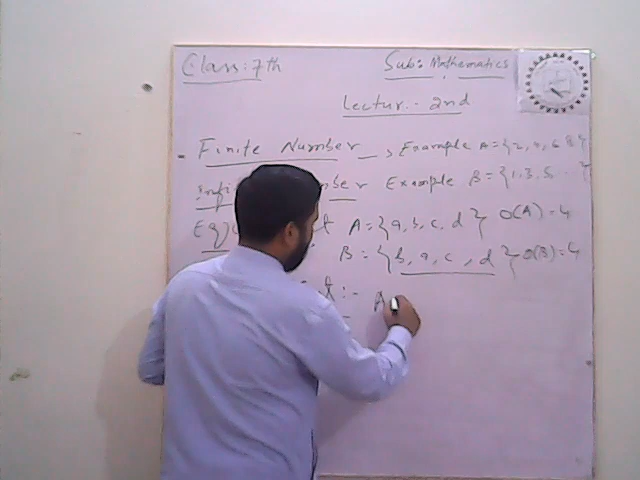 Class: 7th Sub: Mathematics
Lectur:- 2nd
- Finite Number -> Example A={2,4,6,8}
Example B={1,3,5...}
A={a,b,c,d} O(A)=4
B={b,a,c,d} O(B)=4
:- A